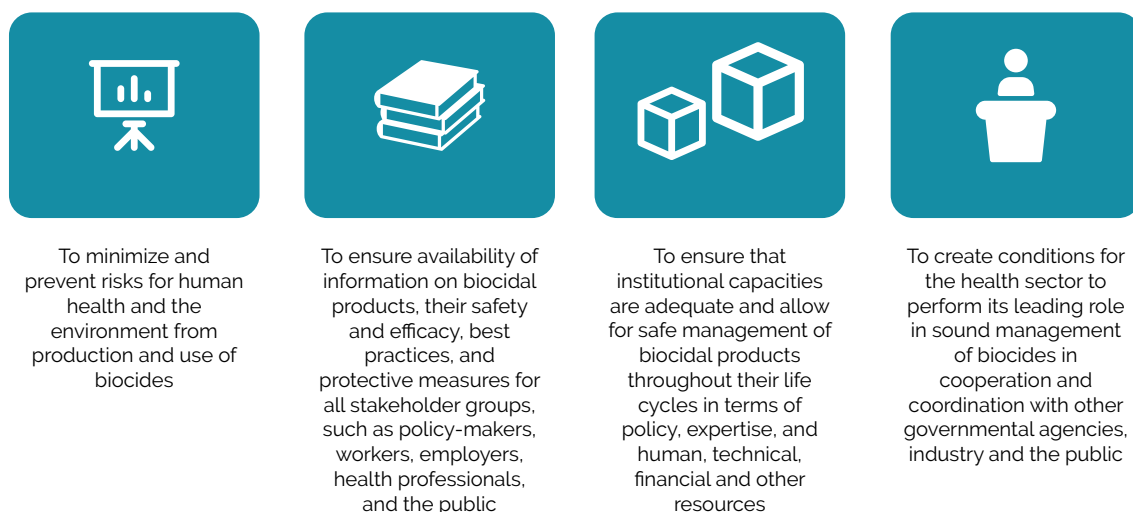 To minimize and
prevent risks for human
health and the
environment from
production and use of
biocides
To ensure availability of
information on biocidal
products, their safety
and efficacy, best
practices, and
protective measures for
all stakeholder groups,
such as policy-makers,
workers, employers,
health professionals,
and the public
To ensure that
institutional capacities
are adequate and allow
for safe management of
biocidal products
throughout their life
cycles in terms of
policy, expertise, and
human, technical,
financial and other
resources
To create conditions for
the health sector to
perform its leading role
in sound management
of biocides in
cooperation and
coordination with other
governmental agencies,
industry and the public